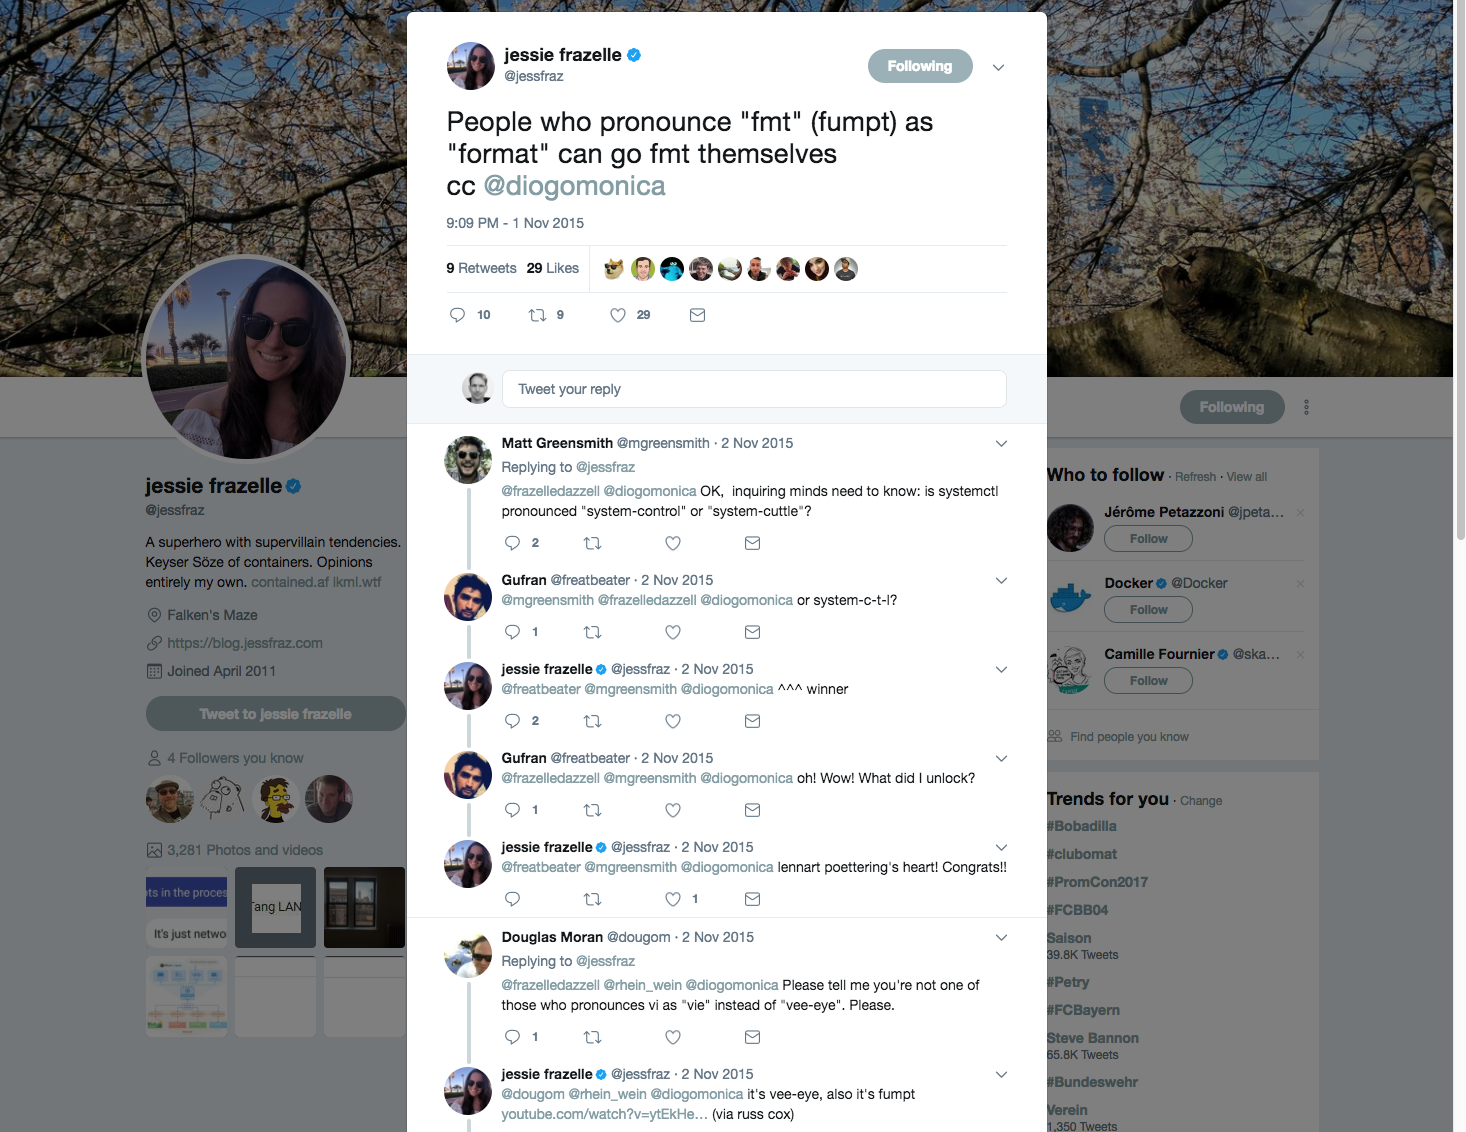 jessie frazelle
@jessfraz
Following
People who pronounce "fmt" (fumpt) as
"format" can go fmt themselves
cc @diogomonica
9:09 PM - 1 Nov 2015
9 Retweets 29 Likes
10 9 29
Tweet your reply
Matt Greensmith @mgreensmith · 2 Nov 2015
Replying to @jessfraz
@frazelledazzell @diogomonica OK, inquiring minds need to know: is systemctl
pronounced "system-control" or "system-cuttle"?
2
Gufran @freatbeater · 2 Nov 2015
@mgreensmith @frazelledazzell @diogomonica or system-c-t-l?
1
jessie frazelle @jessfraz · 2 Nov 2015
@freatbeater @mgreensmith @diogomonica ^^^ winner
2
Gufran @freatbeater · 2 Nov 2015
@frazelledazzell @mgreensmith @diogomonica oh! Wow! What did I unlock?
1
jessie frazelle @jessfraz · 2 Nov 2015
@freatbeater @mgreensmith @diogomonica lennart poettering's heart! Congrats!!
1
Douglas Moran @dougom · 2 Nov 2015
Replying to @jessfraz
@frazelledazzell @rhein_wein @diogomonica Please tell me you're not one of
those who pronounces vi as "vie" instead of "vee-eye". Please.
1
jessie frazelle @jessfraz · 2 Nov 2015
@dougom @rhein_wein @diogomonica it's vee-eye, also it's fumpt
youtube.com/watch?v=ytEkHe... (via russ cox)
jessie frazelle
@jessfraz
A superhero with supervillain tendencies.
Keyser Söze of containers. Opinions
entirely my own. contained.af lkml.wtf
Falken's Maze
https://blog.jessfraz.com
Joined April 2011
Tweet to jessie frazelle
4 Followers you know
3,281 Photos and videos
ots in the proces
It's just netwo
Tang LAN
Following
Who to follow · Refresh · View all
Jérôme Petazzoni @jpeta...
Follow
Docker @Docker
Follow
Camille Fournier @ska...
Follow
Find people you know
Trends for you · Change
#Bobadilla
#clubomat
#PromCon2017
#FCBB04
Saison
39.8K Tweets
#Petry
#FCBayern
Steve Bannon
65.8K Tweets
#Bundeswehr
Verein
1,350 Tweets